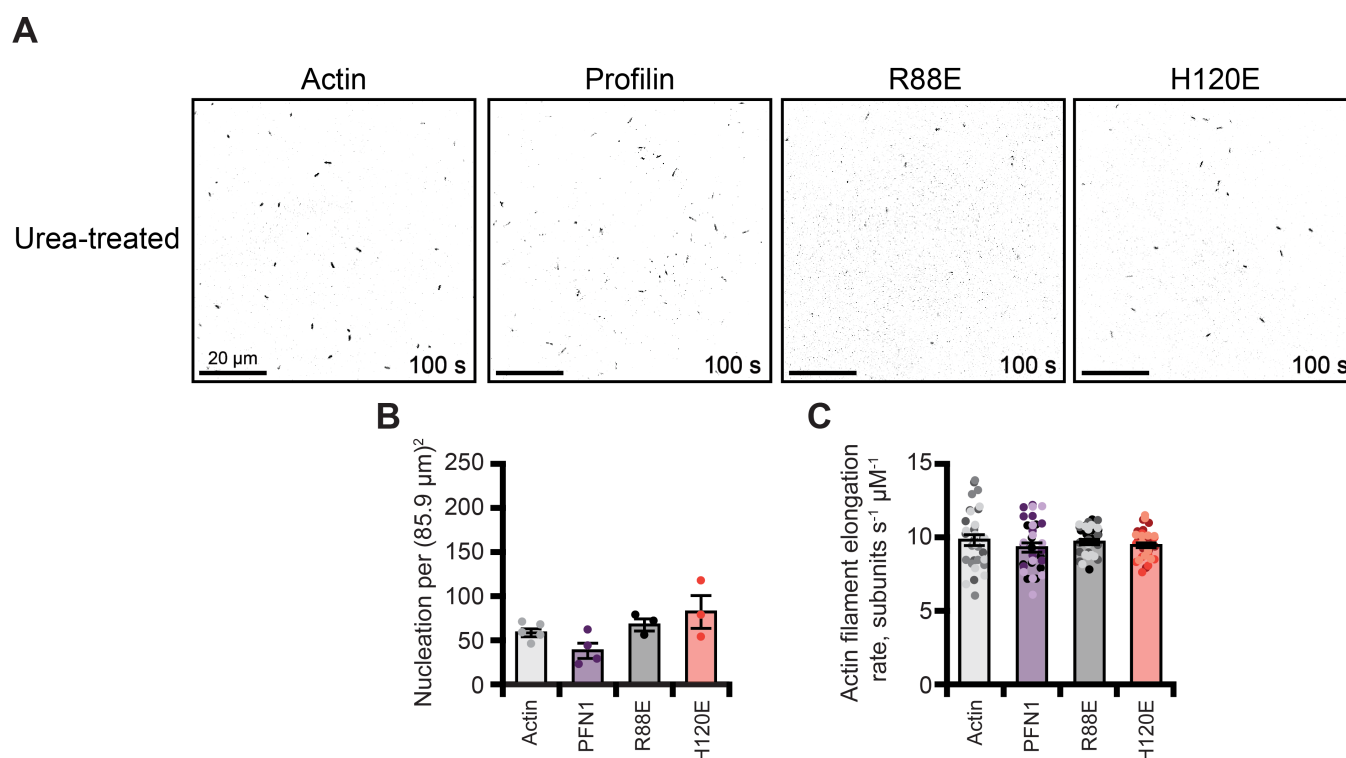 A
Actin Profilin R88E H120E
Urea-treated
20 µm 100 s 100 s 100 s 100 s
B
Nucleation per (85.9 µm)²
250
200
150
100
50
0
Actin PFN1 R88E H120E
C
Actin filament elongation
rate, subunits s⁻¹ µM⁻¹
15
10
5
0
Actin PFN1 R88E H120E